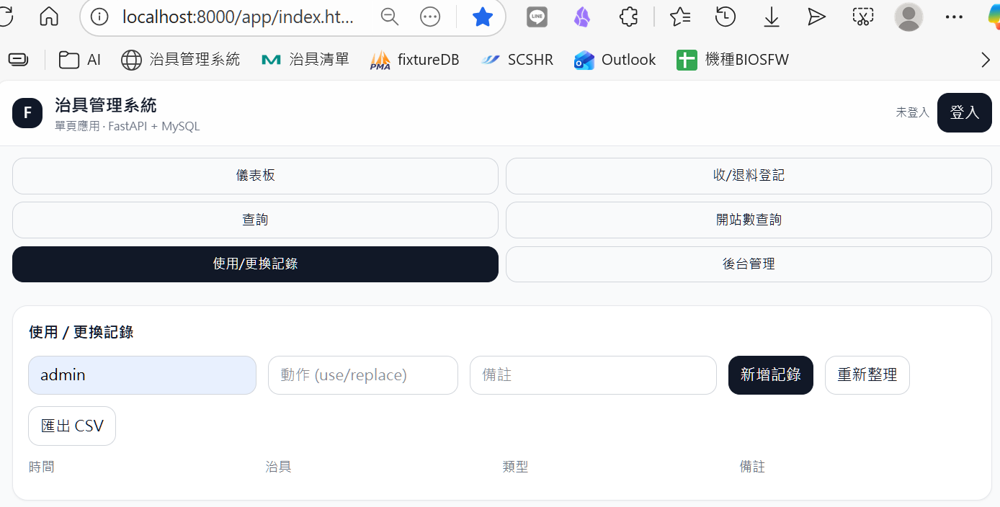 localhost:8000/app/index.ht...
LINE
AI
治具管理系統
治具清單
PMA
fixtureDB
SCSHR
Outlook
機種BIOSFW
F
治具管理系統
單頁應用 · FastAPI + MySQL
未登入
登入
儀表板
收/退料登記
查詢
開站數查詢
使用/更換記錄
後台管理
使用 / 更換記錄
admin
動作 (use/replace)
備註
新增記錄
重新整理
匯出 CSV
時間
治具
類型
備註